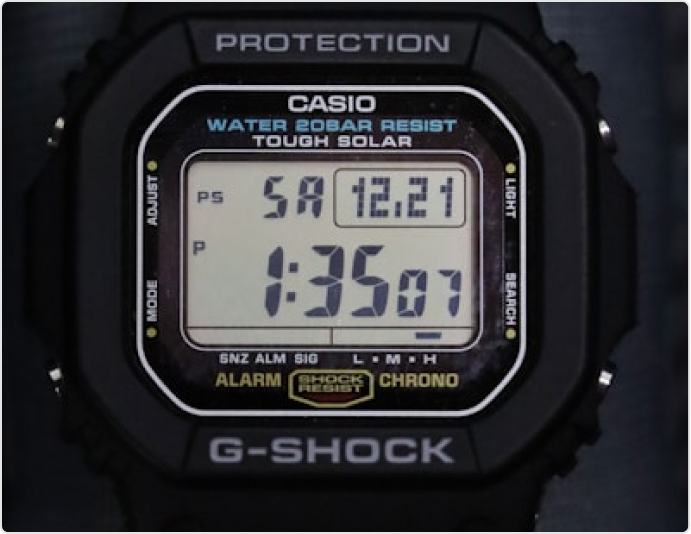 PROTECTION
CASIO
WATER 20BAR RESIST
TOUGH SOLAR
ADJUST
LIGHT
PS SA 12.21
P 1:35 07
MODE
SEARCH
SNZ ALM SIG L • M • H
ALARM SHOCK RESIST CHRONO
G-SHOCK